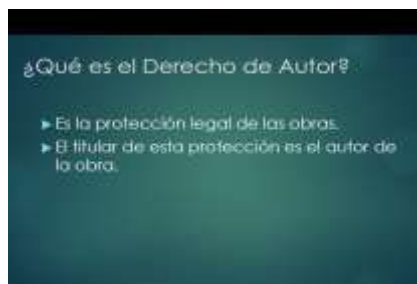 ¿Qué es el Derecho de Autor?
Es la protección legal de las obras.
El titular de esta protección es el autor de
la obra.